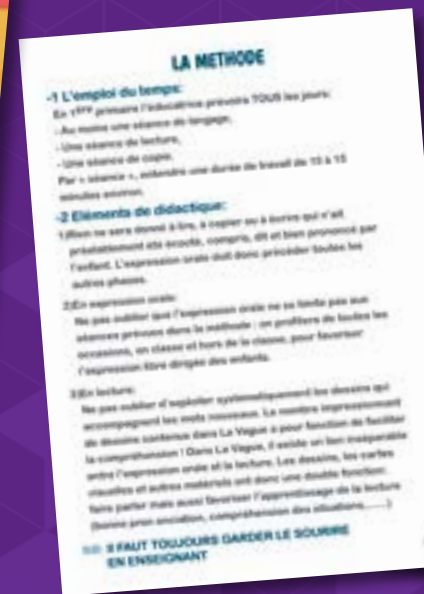 LA METHODE
-1 L'emploi du temps:
En 1ère primaire l'éducatrice prévoira TOUS les jours:
- Au moins une séance de langage,
- Une séance de lecture,
- Une séance de copie.
Par « séance », entendre une durée de travail de 10 à 15
minutes environ.
-2 Eléments de didactique:
1)Rien ne sera donné à lire, à copier ou à écrire qui n'ait
préalablement été écouté, compris, dit et bien prononcé par
l'enfant. L'expression orale doit donc précéder toutes les
autres phases.
2)En expression orale:
Ne pas oublier que l'expression orale ne se limite pas aux
séances prévues dans la méthode : on profitera de toutes les
occasions, en classe et hors de la classe, pour favoriser
l'expression libre dirigée des enfants.
3)En lecture:
Ne pas oublier d'exploiter systématiquement les dessins qui
accompagnent les mots nouveaux. Le nombre impressionnant
de dessins contenus dans La Vague a pour fonction de faciliter
la compréhension ! Dans La Vague, il existe un lien inséparable
entre l'expression orale et la lecture. Les dessins, les cartes
visuelles et autres matériels ont donc une double fonction:
faire parler mais aussi favoriser l'apprentissage de la lecture
(bonne prononciation, compréhension des situations,......)
Il FAUT TOUJOURS GARDER LE SOURIRE
EN ENSEIGNANT